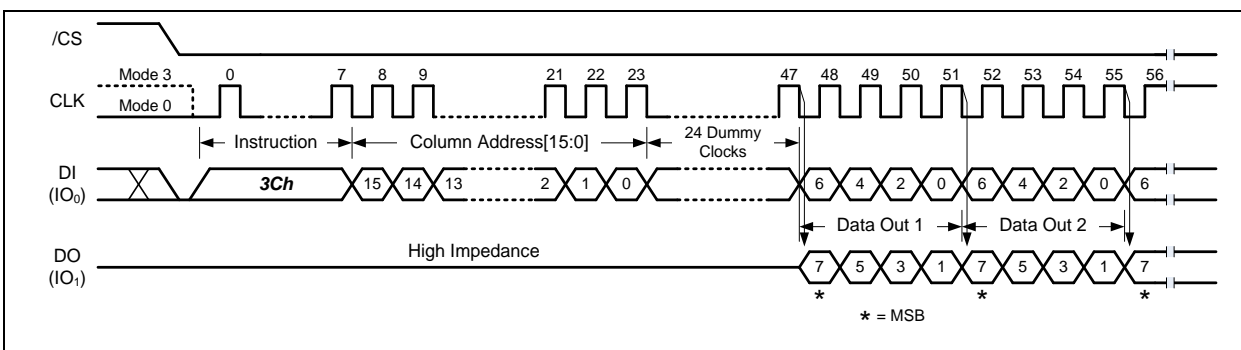 /CS
Mode 3 0 7 8 9 21 22 23 47 48 49 50 51 52 53 54 55 56
CLK Mode 0
Instruction Column Address[15:0] 24 Dummy
Clocks
DI
(IO₀) 3Ch 15 14 13 2 1 0 6 4 2 0 6 4 2 0 6
Data Out 1 Data Out 2
DO
(IO₁) High Impedance 7 5 3 1 7 5 3 1 7
* * *
* = MSB